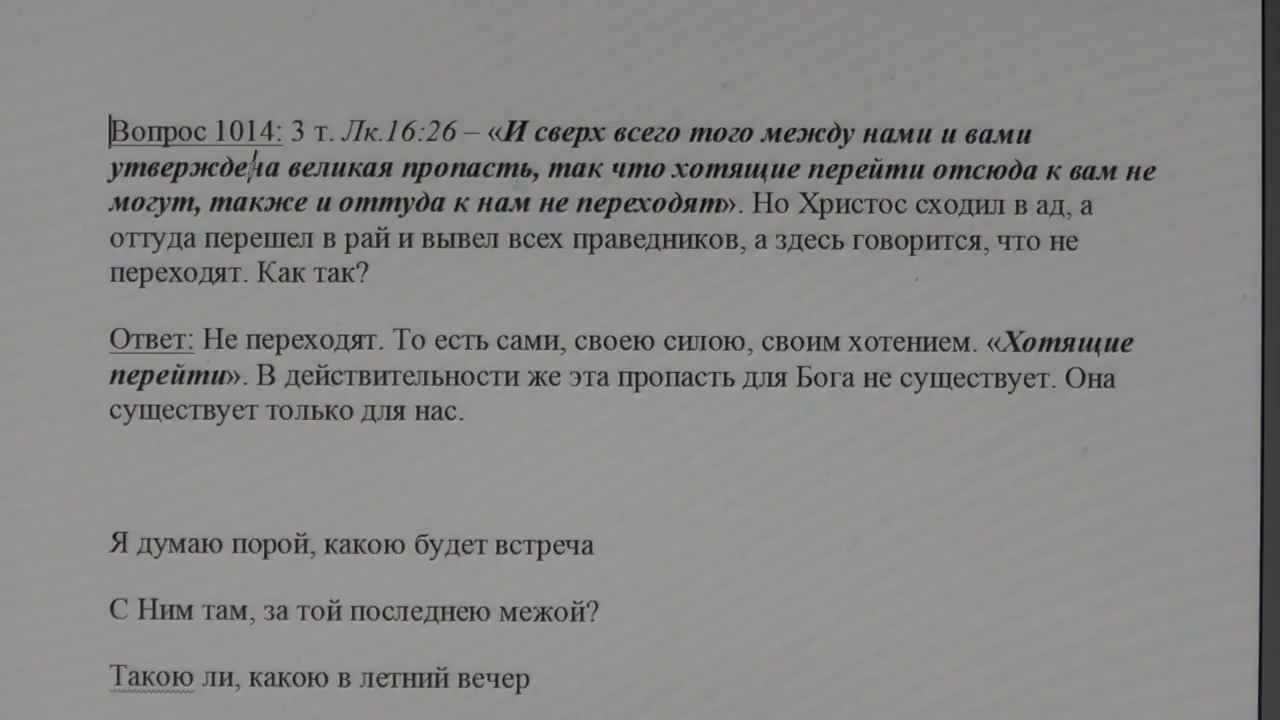 Вопрос 1014: 3 т. Лк.16:26 – «И сверх всего того между нами и вами
утверждена великая пропасть, так что хотящие перейти отсюда к вам не
могут, также и оттуда к нам не переходят». Но Христос сходил в ад, а
оттуда перешел в рай и вывел всех праведников, а здесь говорится, что не
переходят. Как так?
Ответ: Не переходят. То есть сами, своею силою, своим хотением. «Хотящие
перейти». В действительности же эта пропасть для Бога не существует. Она
существует только для нас.
Я думаю порой, какою будет встреча
С Ним там, за той последнею межой?
Такою ли, какою в летний вечер